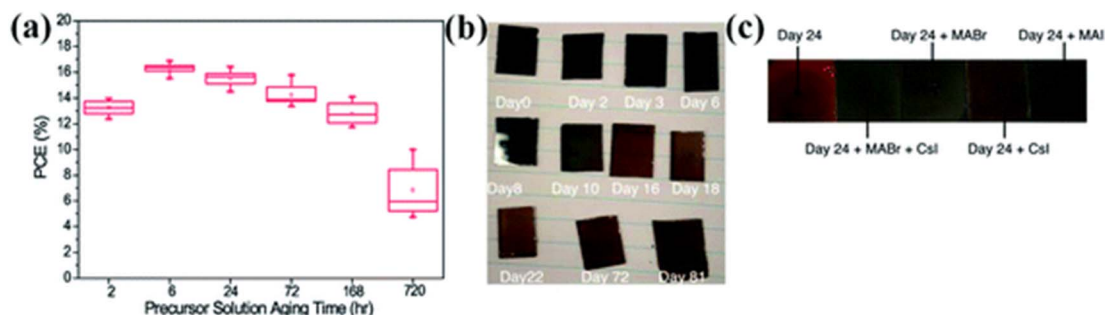 (a)
20
18
16
14
12
10
8
6
4
2
0
PCE (%)
2 6 24 72 168 720
Precursor Solution Aging Time (hr)
(b)
Day0 Day 2 Day 3 Day 6
Day8 Day 10 Day 16 Day 18
Day22 Day 72 Day 81
(c)
Day 24 Day 24 + MABr Day 24 + MAI
Day 24 + MABr + CsI Day 24 + CsI